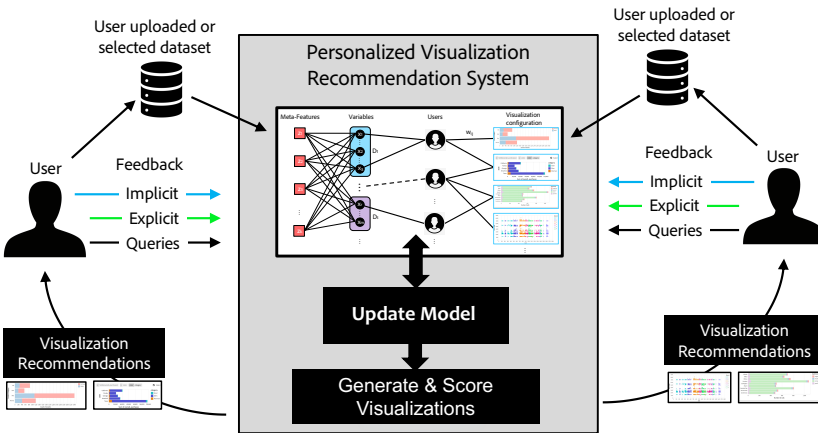 User uploaded or
selected dataset
User
Feedback
Implicit
Explicit
Queries
Visualization
Recommendations
Personalized Visualization
Recommendation System
Meta-Features
Variables
Users
Visualization
configuration
Update Model
Generate & Score
Visualizations
User uploaded or
selected dataset
User
Feedback
Implicit
Explicit
Queries
Visualization
Recommendations